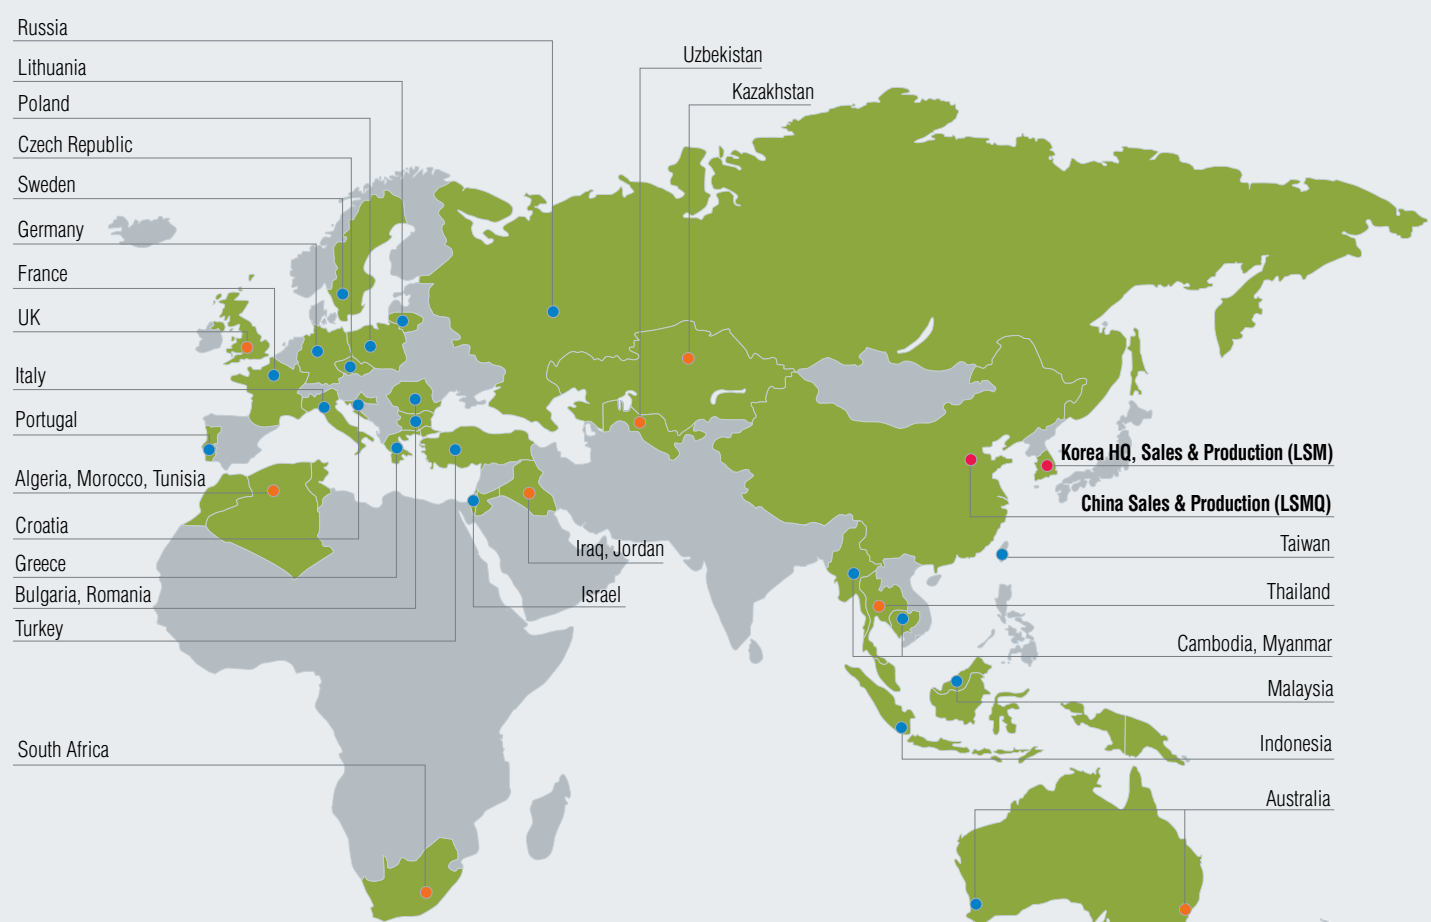 Russia
Lithuania
Poland
Czech Republic
Sweden
Germany
France
UK
Italy
Portugal
Algeria, Morocco, Tunisia
Croatia
Greece
Bulgaria, Romania
Turkey
South Africa
Uzbekistan
Kazakhstan
Iraq, Jordan
Israel
Korea HQ, Sales & Production (LSM)
China Sales & Production (LSMQ)
Taiwan
Thailand
Cambodia, Myanmar
Malaysia
Indonesia
Australia